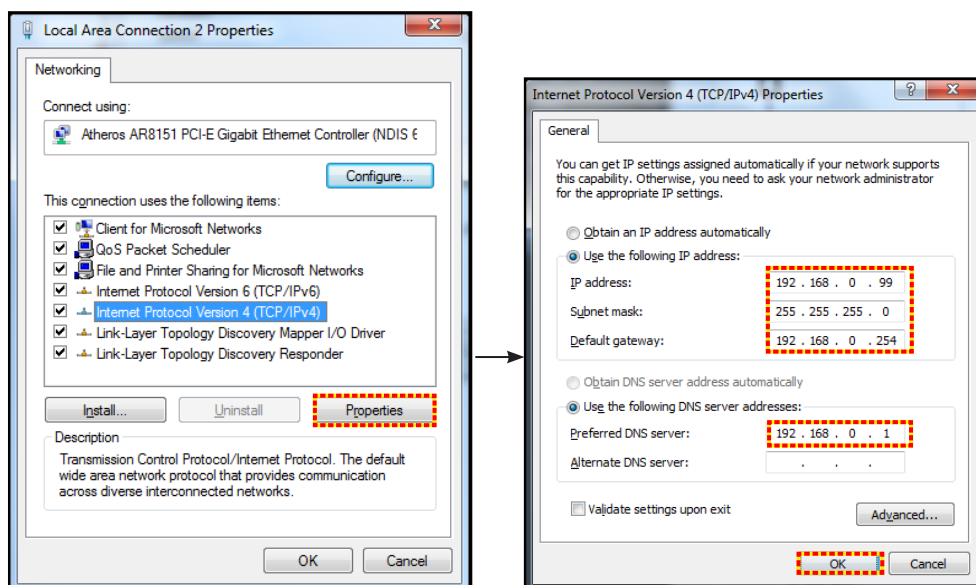 Local Area Connection 2 Properties
Networking
Connect using:
Atheros AR8151 PCI-E Gigabit Ethernet Controller (NDIS 6
Configure...
This connection uses the following items:
Client for Microsoft Networks
QoS Packet Scheduler
File and Printer Sharing for Microsoft Networks
Internet Protocol Version 6 (TCP/IPv6)
Internet Protocol Version 4 (TCP/IPv4)
Link-Layer Topology Discovery Mapper I/O Driver
Link-Layer Topology Discovery Responder
Install...
Uninstall
Properties
Description
Transmission Control Protocol/Internet Protocol. The default
wide area network protocol that provides communication
across diverse interconnected networks.
OK
Cancel
Internet Protocol Version 4 (TCP/IPv4) Properties
General
You can get IP settings assigned automatically if your network supports
this capability. Otherwise, you need to ask your network administrator
for the appropriate IP settings.
Obtain an IP address automatically
Use the following IP address:
IP address: 192 . 168 . 0 . 99
Subnet mask: 255 . 255 . 255 . 0
Default gateway: 192 . 168 . 0 . 254
Obtain DNS server address automatically
Use the following DNS server addresses:
Preferred DNS server: 192 . 168 . 0 . 1
Alternate DNS server: . . .
Validate settings upon exit
Advanced...
OK
Cancel